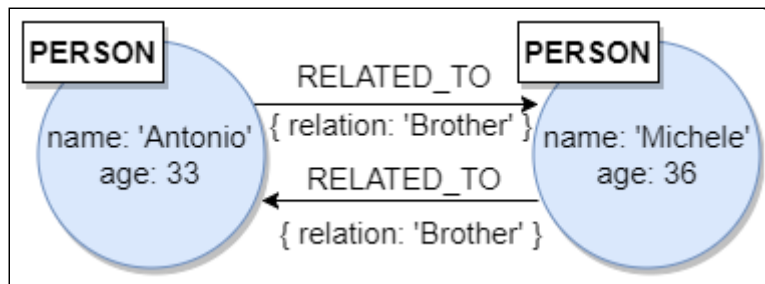 PERSON
name: 'Antonio'
age: 33
RELATED_TO
{ relation: 'Brother' }
RELATED_TO
{ relation: 'Brother' }
PERSON
name: 'Michele'
age: 36